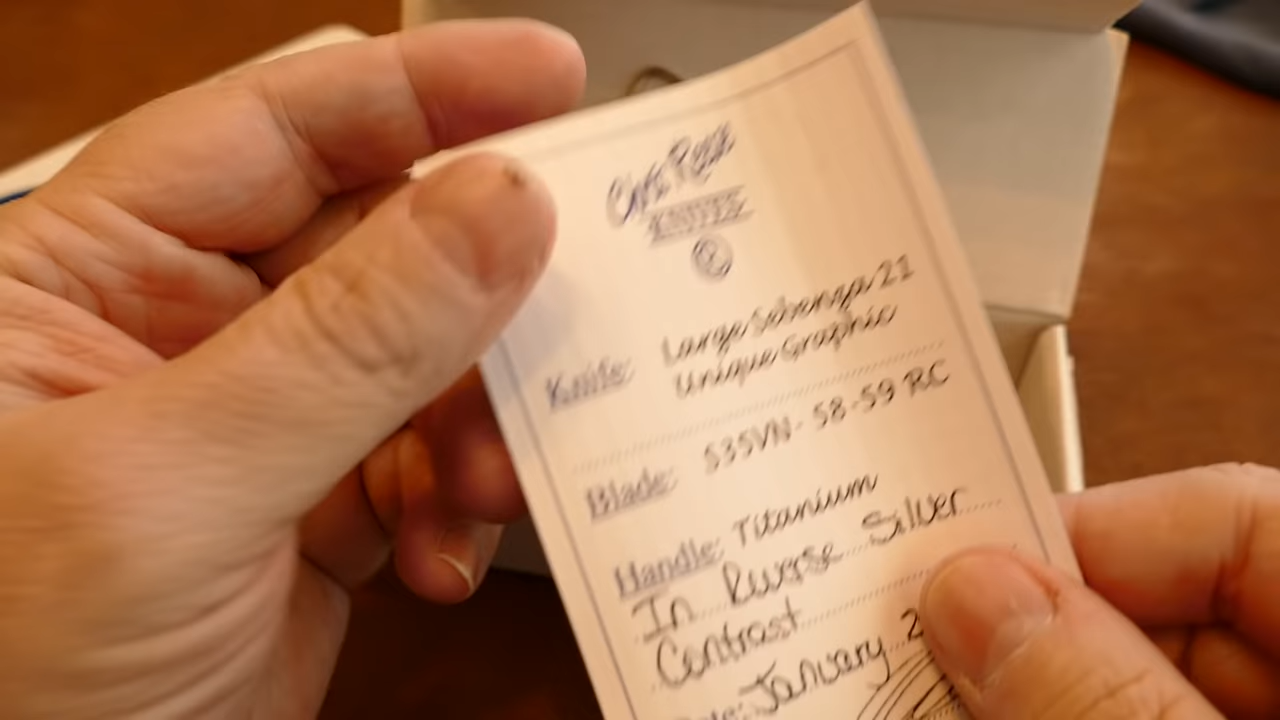 Chris Reeve
KNIVES
R
Knife: Large Sebenza 21
Unique Graphic
Blade: S35VN - 58-59 RC
Handle: Titanium
In Reverse Silver
Contrast
January